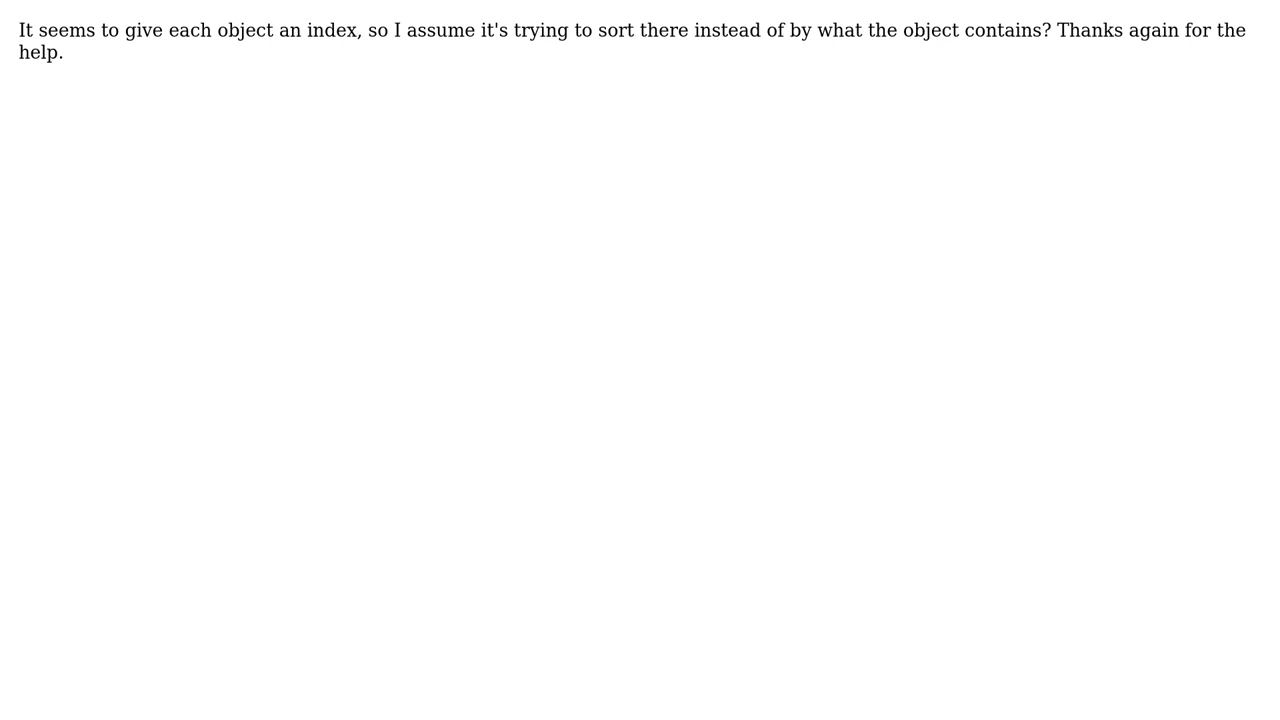 It seems to give each object an index, so I assume it's trying to sort there instead of by what the object contains? Thanks again for the
help.